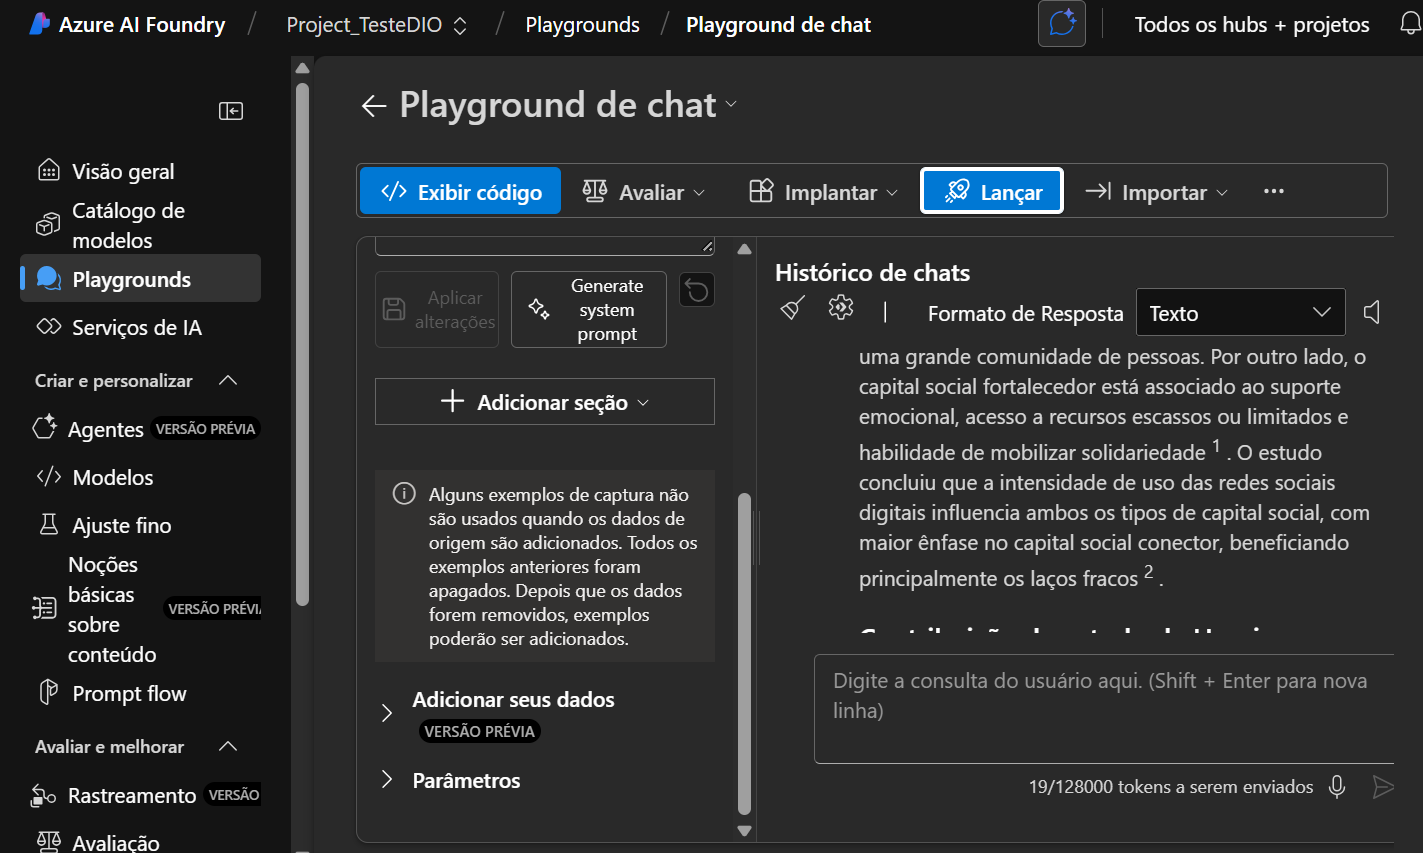 Azure AI Foundry / Project_TesteDIO / Playgrounds / Playground de chat
Todos os hubs + projetos
Visão geral
Catálogo de
modelos
Playgrounds
Serviços de IA
Criar e personalizar
Agentes VERSÃO PRÉVIA
Modelos
Ajuste fino
Noções
básicas
sobre
conteúdo
VERSÃO PRÉVIA
Prompt flow
Avaliar e melhorar
Rastreamento VERSÃO
Avaliação
Playground de chat
Exibir código
Avaliar
Implantar
Lançar
Importar
Aplicar
alterações
Generate
system
prompt
Adicionar seção
Alguns exemplos de captura não
são usados quando os dados de
origem são adicionados. Todos os
exemplos anteriores foram
apagados. Depois que os dados
forem removidos, exemplos
poderão ser adicionados.
Adicionar seus dados
VERSÃO PRÉVIA
Parâmetros
Histórico de chats
Formato de Resposta
Texto
uma grande comunidade de pessoas. Por outro lado, o
capital social fortalecedor está associado ao suporte
emocional, acesso a recursos escassos ou limitados e
habilidade de mobilizar solidariedade 1 . O estudo
concluiu que a intensidade de uso das redes sociais
digitais influencia ambos os tipos de capital social, com
maior ênfase no capital social conector, beneficiando
principalmente os laços fracos 2 .
Digite a consulta do usuário aqui. (Shift + Enter para nova
linha)
19/128000 tokens a serem enviados